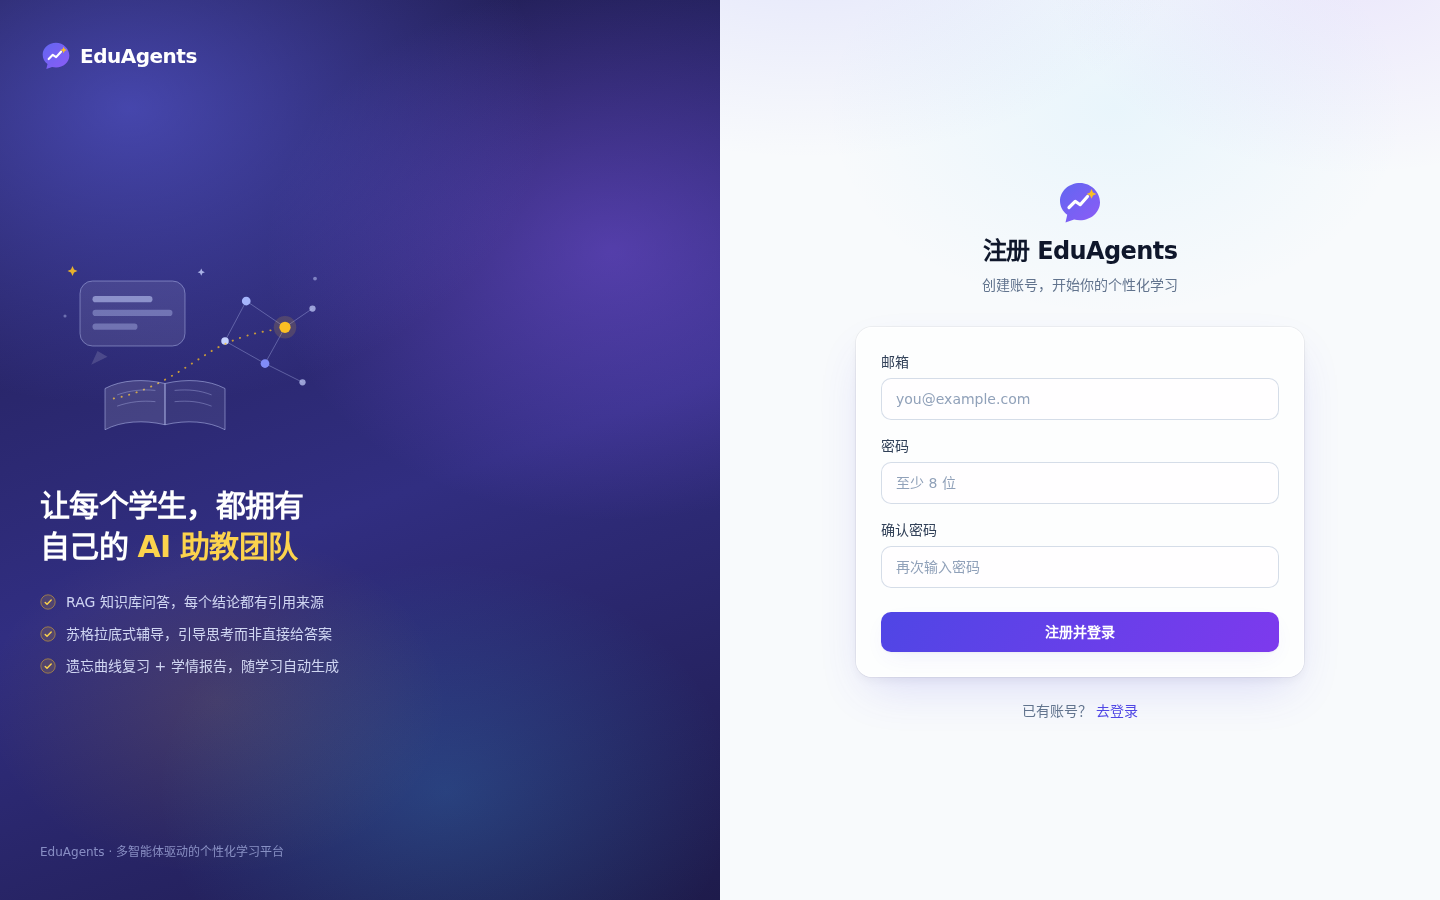 EduAgents
让每个学生，都拥有
自己的 AI 助教团队
RAG 知识库问答，每个结论都有引用来源
苏格拉底式辅导，引导思考而非直接给答案
遗忘曲线复习 + 学情报告，随学习自动生成
EduAgents · 多智能体驱动的个性化学习平台
注册 EduAgents
创建账号，开始你的个性化学习
邮箱
you@example.com
密码
至少 8 位
确认密码
再次输入密码
注册并登录
已有账号？ 去登录